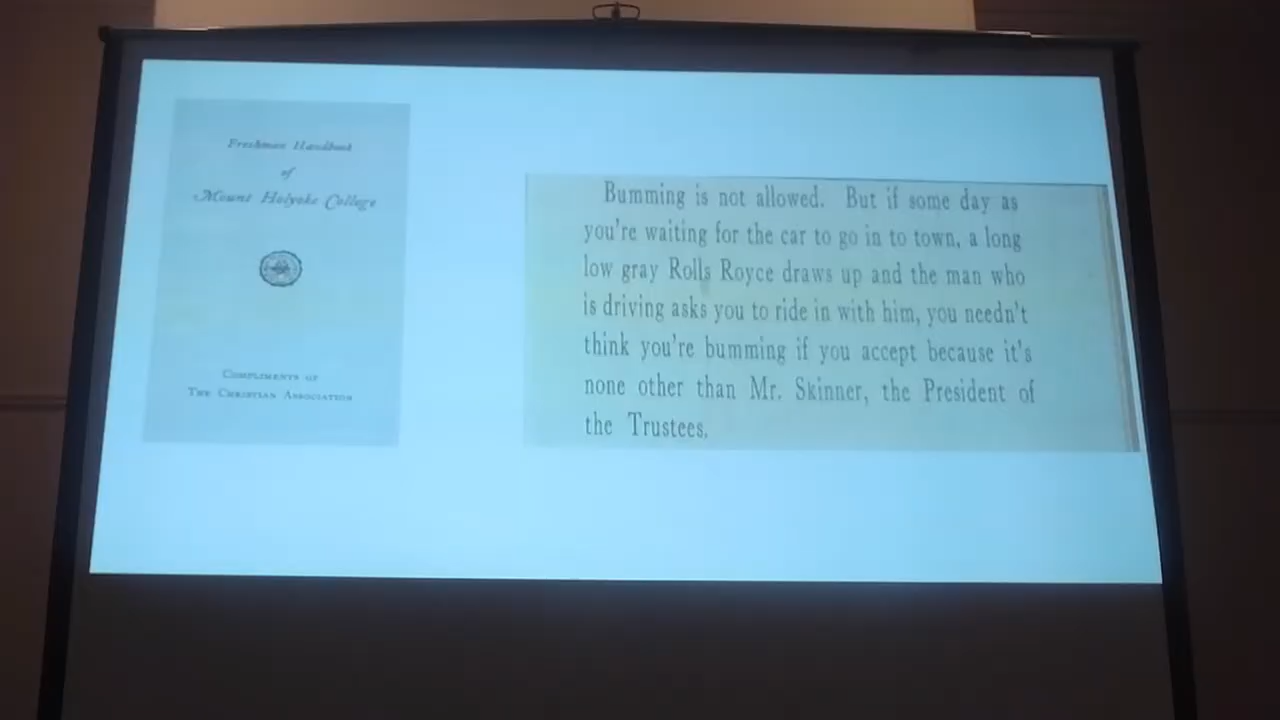 Freshman Handbook
of
Mount Holyoke College
COMPLIMENTS OF
THE CHRISTIAN ASSOCIATION
Bumming is not allowed. But if some day as
you're waiting for the car to go in to town, a long
low gray Rolls Royce draws up and the man who
is driving asks you to ride in with him, you needn't
think you're bumming if you accept because it's
none other than Mr. Skinner, the President of
the Trustees.